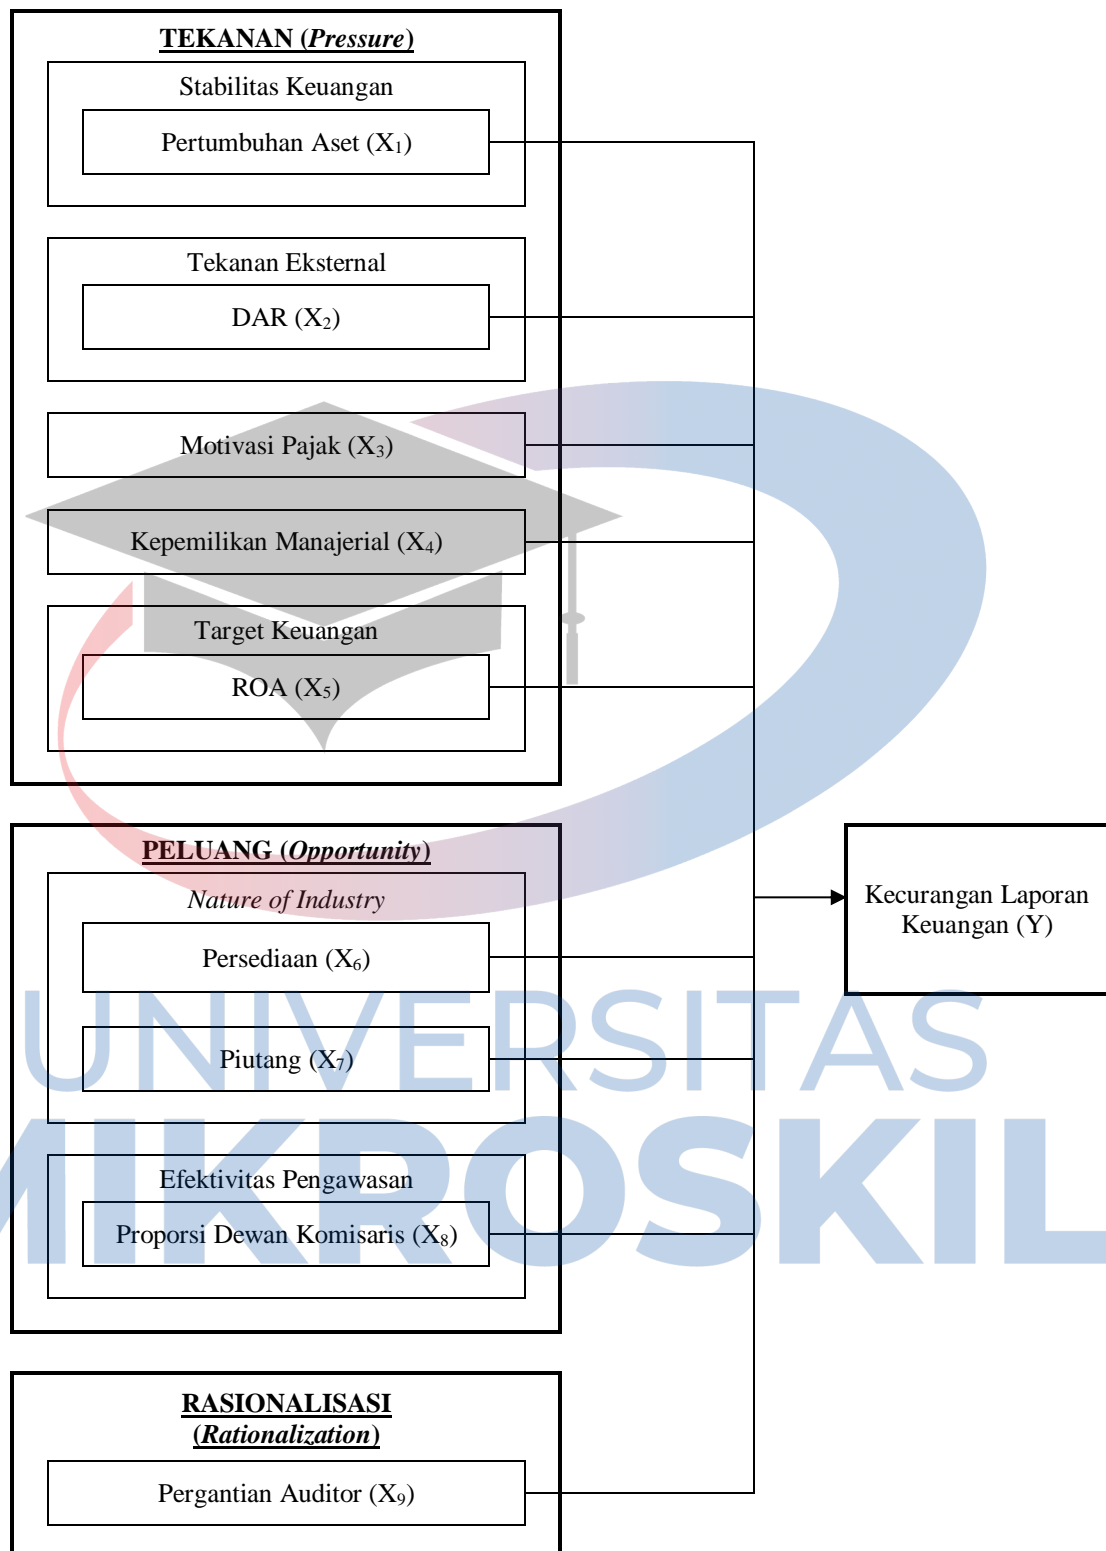 TEKANAN (Pressure)
Stabilitas Keuangan
Pertumbuhan Aset (X₁)
Tekanan Eksternal
DAR (X₂)
Motivasi Pajak (X₃)
Kepemilikan Manajerial (X₄)
Target Keuangan
ROA (X₅)
PELUANG (Opportunity)
Nature of Industry
Persediaan (X₆)
Piutang (X₇)
Efektivitas Pengawasan
Proporsi Dewan Komisaris (X₈)
RASIONALISASI
(Rationalization)
Pergantian Auditor (X₉)
Kecurangan Laporan
Keuangan (Y)
UNIVERSITAS
MIKROSKIL